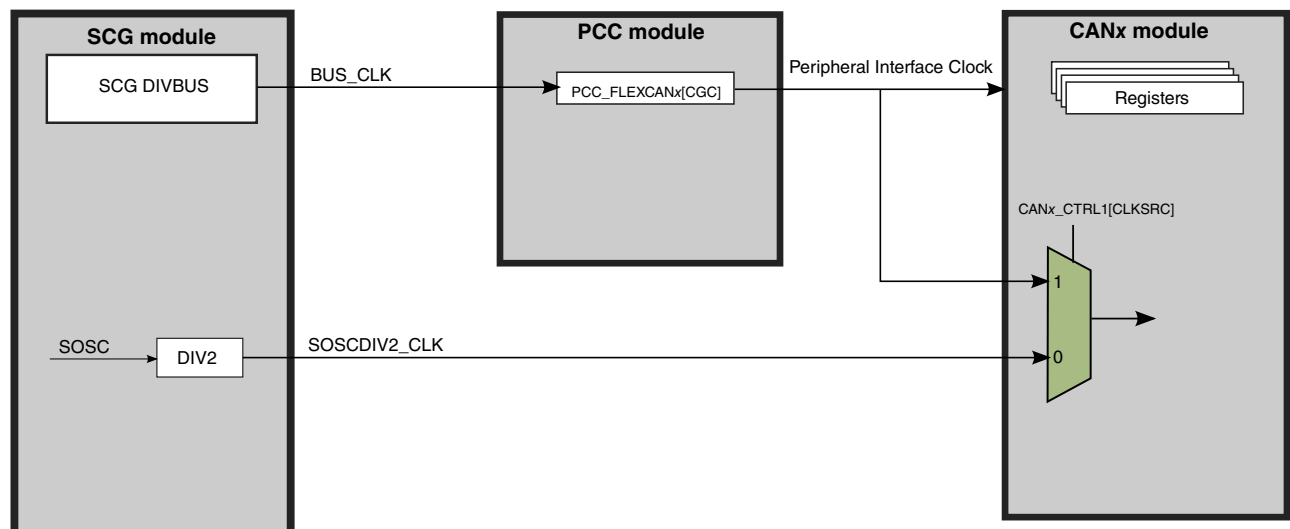 SCG module
PCC module
CANx module
SCG DIVBUS
BUS_CLK
PCC_FLEXCANx[CGC]
Peripheral Interface Clock
Registers
CANx_CTRL1[CLKSRC]
1
SOSC
DIV2
SOSCDIV2_CLK
0